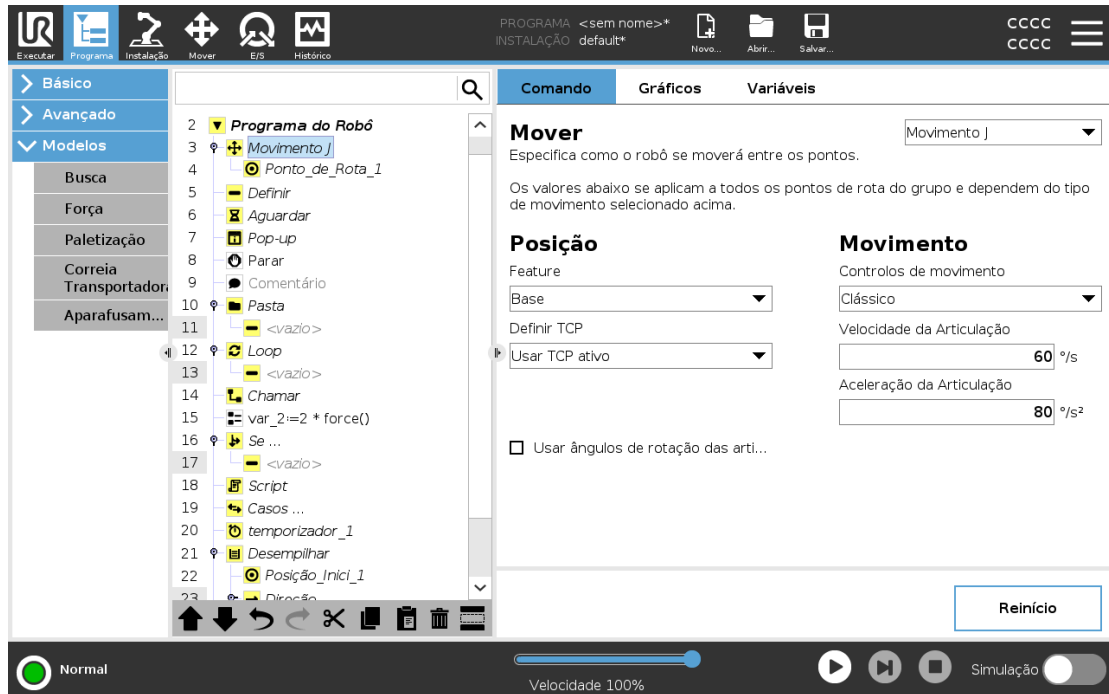 UR
Executar
Programa
Instalação
Mover
E/S
Histórico
PROGRAMA <sem nome>*
INSTALAÇÃO default*
Novo...
Abrir...
Salvar...
CCCC
CCCC
Básico
Avançado
Modelos
Busca
Força
Paletização
Correia
Transportador
Aparafusam...
2 Programa do Robô
3 Movimento J
4 Ponto_de_Rota_1
5 Definir
6 Aguardar
7 Pop-up
8 Parar
9 Comentário
10 Pasta
11 <vazio>
12 Loop
13 <vazio>
14 Chamar
15 var_2:=2 * force()
16 Se ...
17 <vazio>
18 Script
19 Casos ...
20 temporizador_1
21 Desempilhar
22 Posição_Inici_1
23 Direção
Comando
Gráficos
Variáveis
Mover
Movimento J
Especifica como o robô se moverá entre os pontos.
Os valores abaixo se aplicam a todos os pontos de rota do grupo e dependem do tipo
de movimento selecionado acima.
Posição
Feature
Base
Definir TCP
Usar TCP ativo
Usar ângulos de rotação das arti...
Movimento
Controlos de movimento
Clássico
Velocidade da Articulação
60 °/s
Aceleração da Articulação
80 °/s²
Reinício
Normal
Velocidade 100%
Simulação